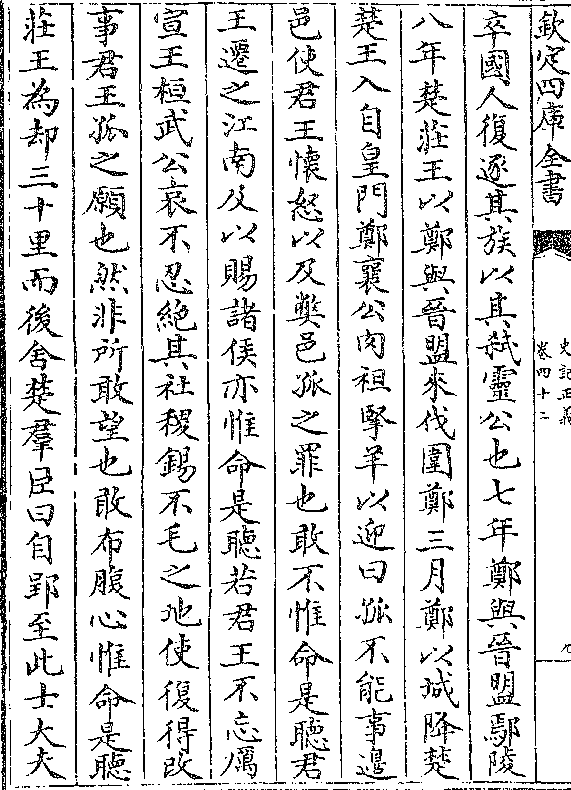 欽定四庫全書
史記正義
卷四十二
九
卒國人復逐其族以其弑靈公也七年鄭與晉盟鄢陵
八年楚莊王以鄭與晉盟來伐圍鄭三月鄭以城降楚
楚王入自皇門鄭襄公肉袒掔羊以迎曰孤不能事邊
邑使君王懷怒以及獘邑孤之罪也敢不惟命是聽君
王遷之江南及以賜諸侯亦惟命是聽若君王不忘厲
宣王桓武公哀不忍絶其社稷錫不毛之地使復得改
事君王孤之願也然非所敢望也敢布腹心惟命是聽
莊王為却三十里而後舍楚羣臣曰自郢至此士大夫